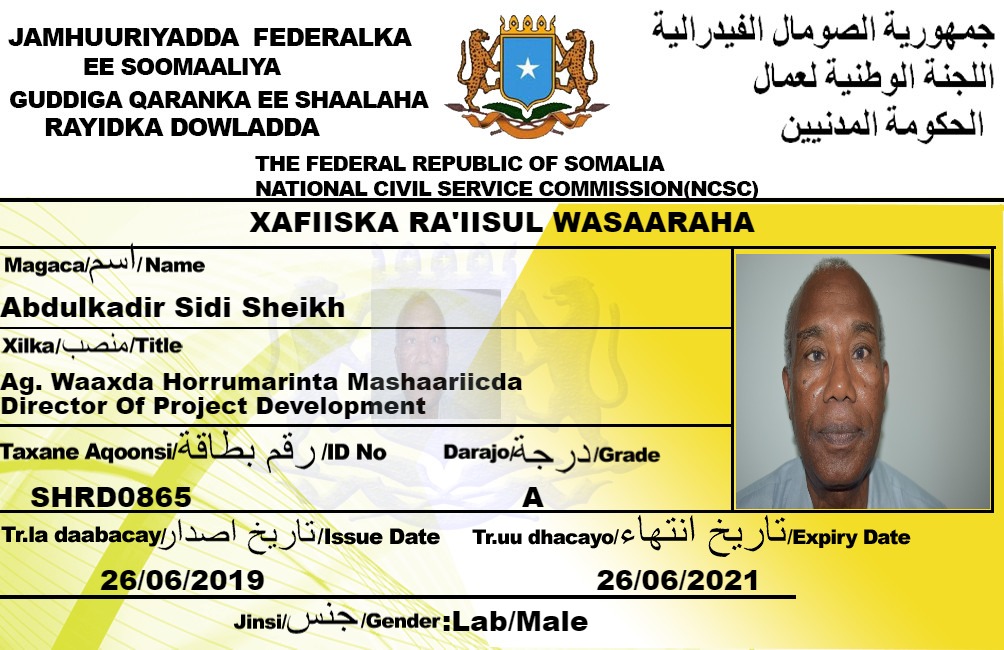 JAMHUURIYADDA FEDERALKA
EE SOOMAALIYA
GUDDIGA QARANKA EE SHAALAHA
RAYIDKA DOWLADDA
جمهورية الصومال الفيدرالية
اللجنة الوطنية لعمال
الحكومة المدنيين
THE FEDERAL REPUBLIC OF SOMALIA
NATIONAL CIVIL SERVICE COMMISSION(NCSC)
XAFIISKA RA'IISUL WASAARAHA
Magaca/اسم/Name
Abdulkadir Sidi Sheikh
Xilka/منصب/Title
Ag. Waaxda Horrumarinta Mashaariicda
Director Of Project Development
Taxane Aqoonsi/رقم بطاقة/ID No
Darajo/درجة/Grade
SHRD0865
A
Tr.la daabacay/تاريخ اصدار/Issue Date
Tr.uu dhacayo/تاريخ انتهاء/Expiry Date
26/06/2019
26/06/2021
Jinsi/جنس/Gender:Lab/Male